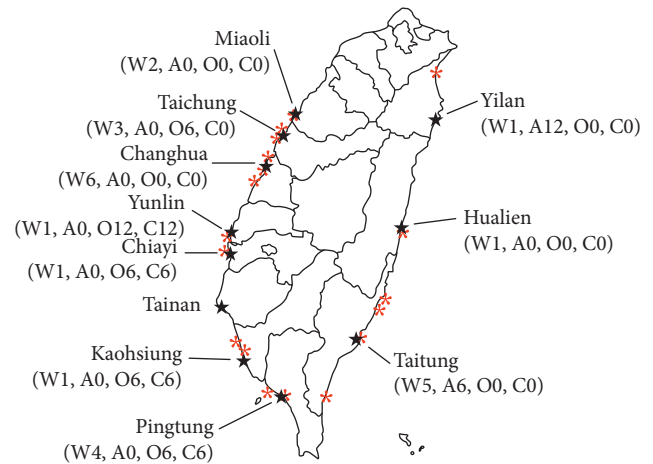 Miaoli
(W2, A0, O0, C0)
Taichung
(W3, A0, O6, C0)
Changhua
(W6, A0, O0, C0)
Yunlin
(W1, A0, O12, C12)
Chiayi
(W1, A0, O6, C6)
Tainan
Kaohsiung
(W1, A0, O6, C6)
Pingtung
(W4, A0, O6, C6)
Yilan
(W1, A12, O0, C0)
Hualien
(W1, A0, O0, C0)
Taitung
(W5, A6, O0, C0)